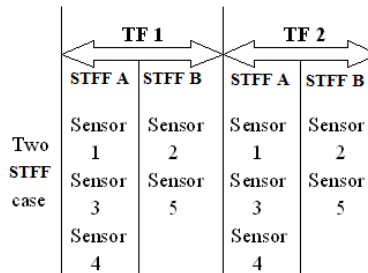 TF 1 TF 2
STFF A STFF B STFF A STFF B
Two STFF case
Sensor 1 Sensor 2 Sensor 1 Sensor 2
Sensor 3 Sensor 5 Sensor 3 Sensor 5
Sensor 4 Sensor 4